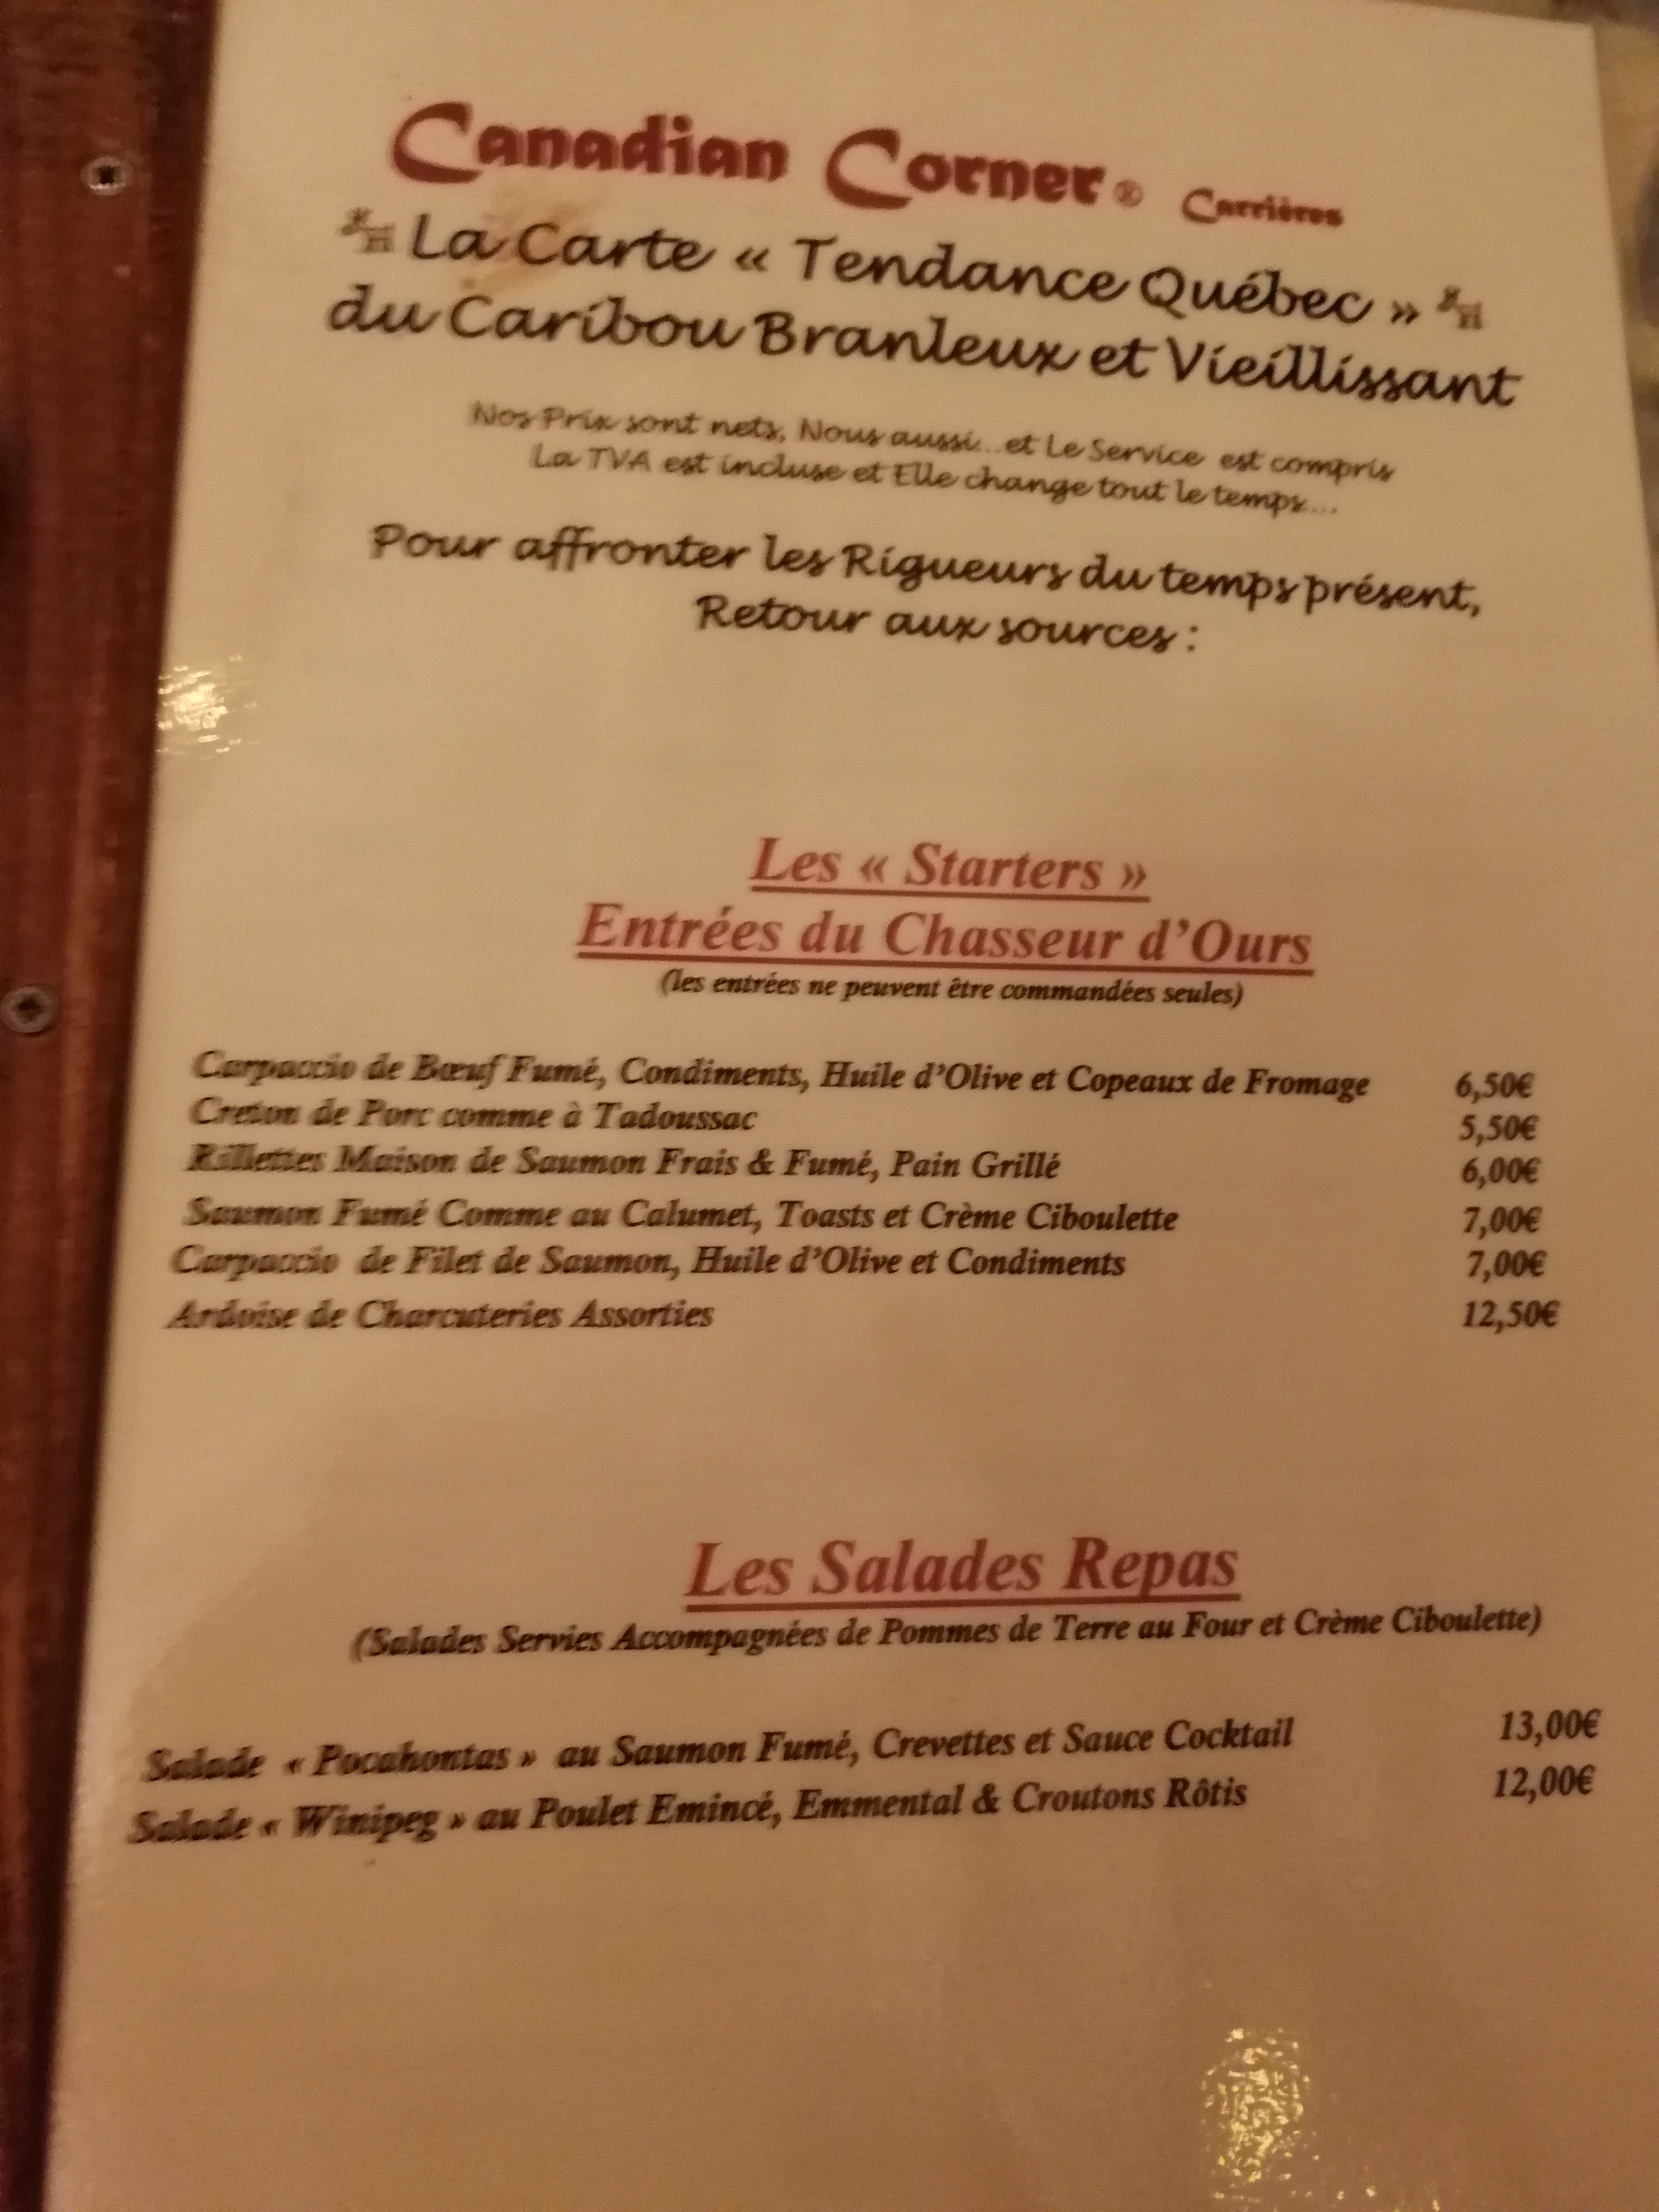 Canadian Corner® Carrières
La Carte « Tendance Québec »
du Caribou Branleux et Vieillissant
Nos Prix sont nets, Nous aussi...et Le Service est compris
La TVA est incluse et Elle change tout le temps...
Pour affronter les Rigueurs du temps présent,
Retour aux sources :
Les « Starters »
Entrées du Chasseur d'Ours
(les entrées ne peuvent être commandées seules)
Carpaccio de Bœuf Fumé, Condiments, Huile d'Olive et Copeaux de Fromage 6,50€
Creton de Porc comme à Tadoussac 5,50€
Rillettes Maison de Saumon Frais & Fumé, Pain Grillé 6,00€
Saumon Fumé Comme au Calumet, Toasts et Crème Ciboulette 7,00€
Carpaccio de Filet de Saumon, Huile d'Olive et Condiments 7,00€
Ardoise de Charcuteries Assorties 12,50€
Les Salades Repas
(Salades Servies Accompagnées de Pommes de Terre au Four et Crème Ciboulette)
Salade « Pocahontas » au Saumon Fumé, Crevettes et Sauce Cocktail 13,00€
Salade « Winipeg » au Poulet Emincé, Emmental & Croutons Rôtis 12,00€